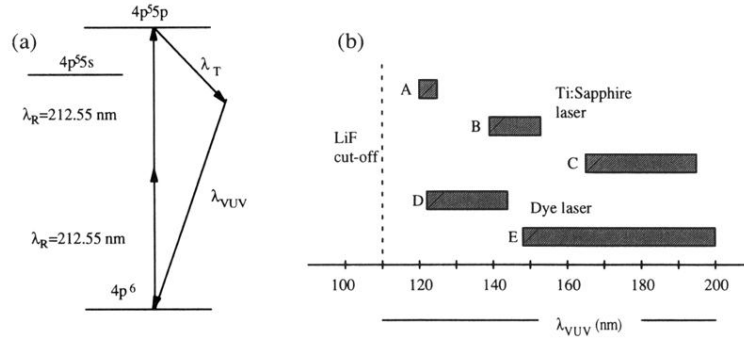 (a)
4p⁵5p
4p⁵5s
λ_T
λ_R=212.55 nm
λ_VUV
λ_R=212.55 nm
4p⁶
(b)
A
Ti:Sapphire
laser
B
LiF
cut-off
C
D
Dye laser
E
100 120 140 160 180 200
λ_VUV (nm)